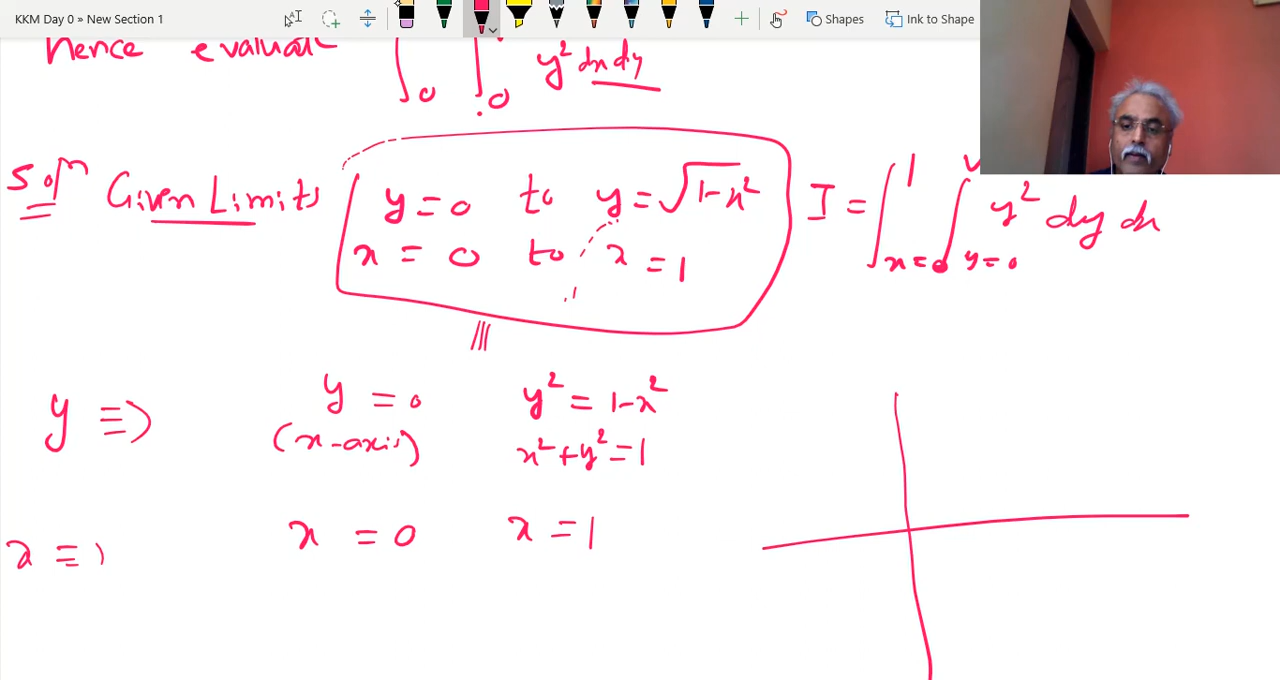 KKM Day 0 » New Section 1
Shapes
Ink to Shape
Hence evaluate ∫₀ ∫₀ y² dx dy
Soln Given Limits y = 0 to y = √1-x² I = ∫_{x=0}^{1} ∫_{y=0} y² dy dx
x = 0 to x = 1
y ≡> y = 0 y² = 1-x²
(x-axis) x²+y² = 1
x ≡ x = 0 x = 1